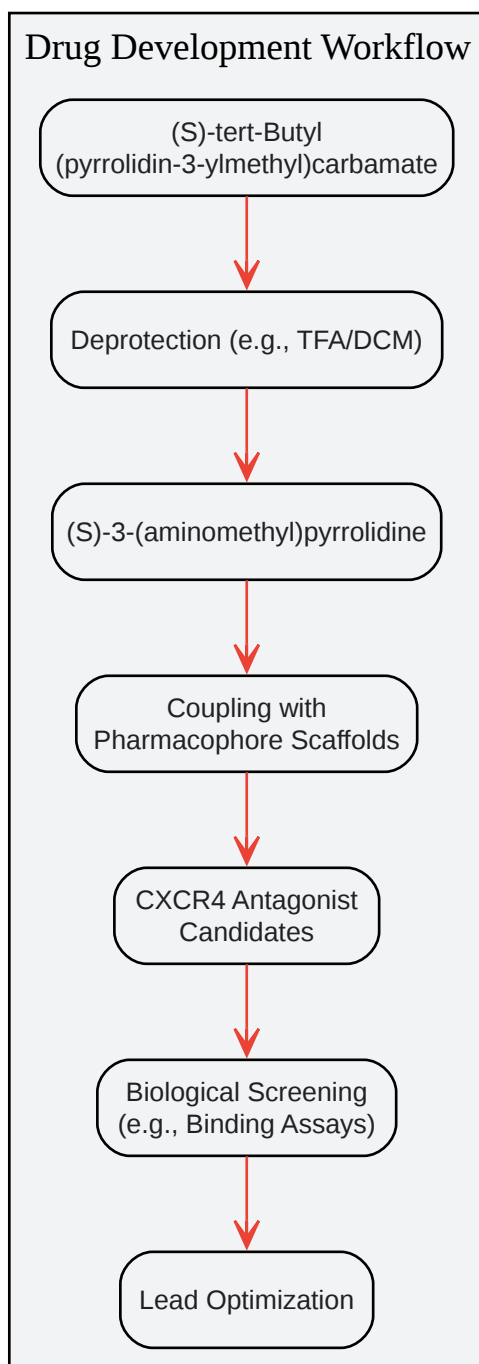 Drug Development Workflow
(S)-tert-Butyl
(pyrrolidin-3-ylmethyl)carbamate
Deprotection (e.g., TFA/DCM)
(S)-3-(aminomethyl)pyrrolidine
Coupling with
Pharmacophore Scaffolds
CXCR4 Antagonist
Candidates
Biological Screening
(e.g., Binding Assays)
Lead Optimization